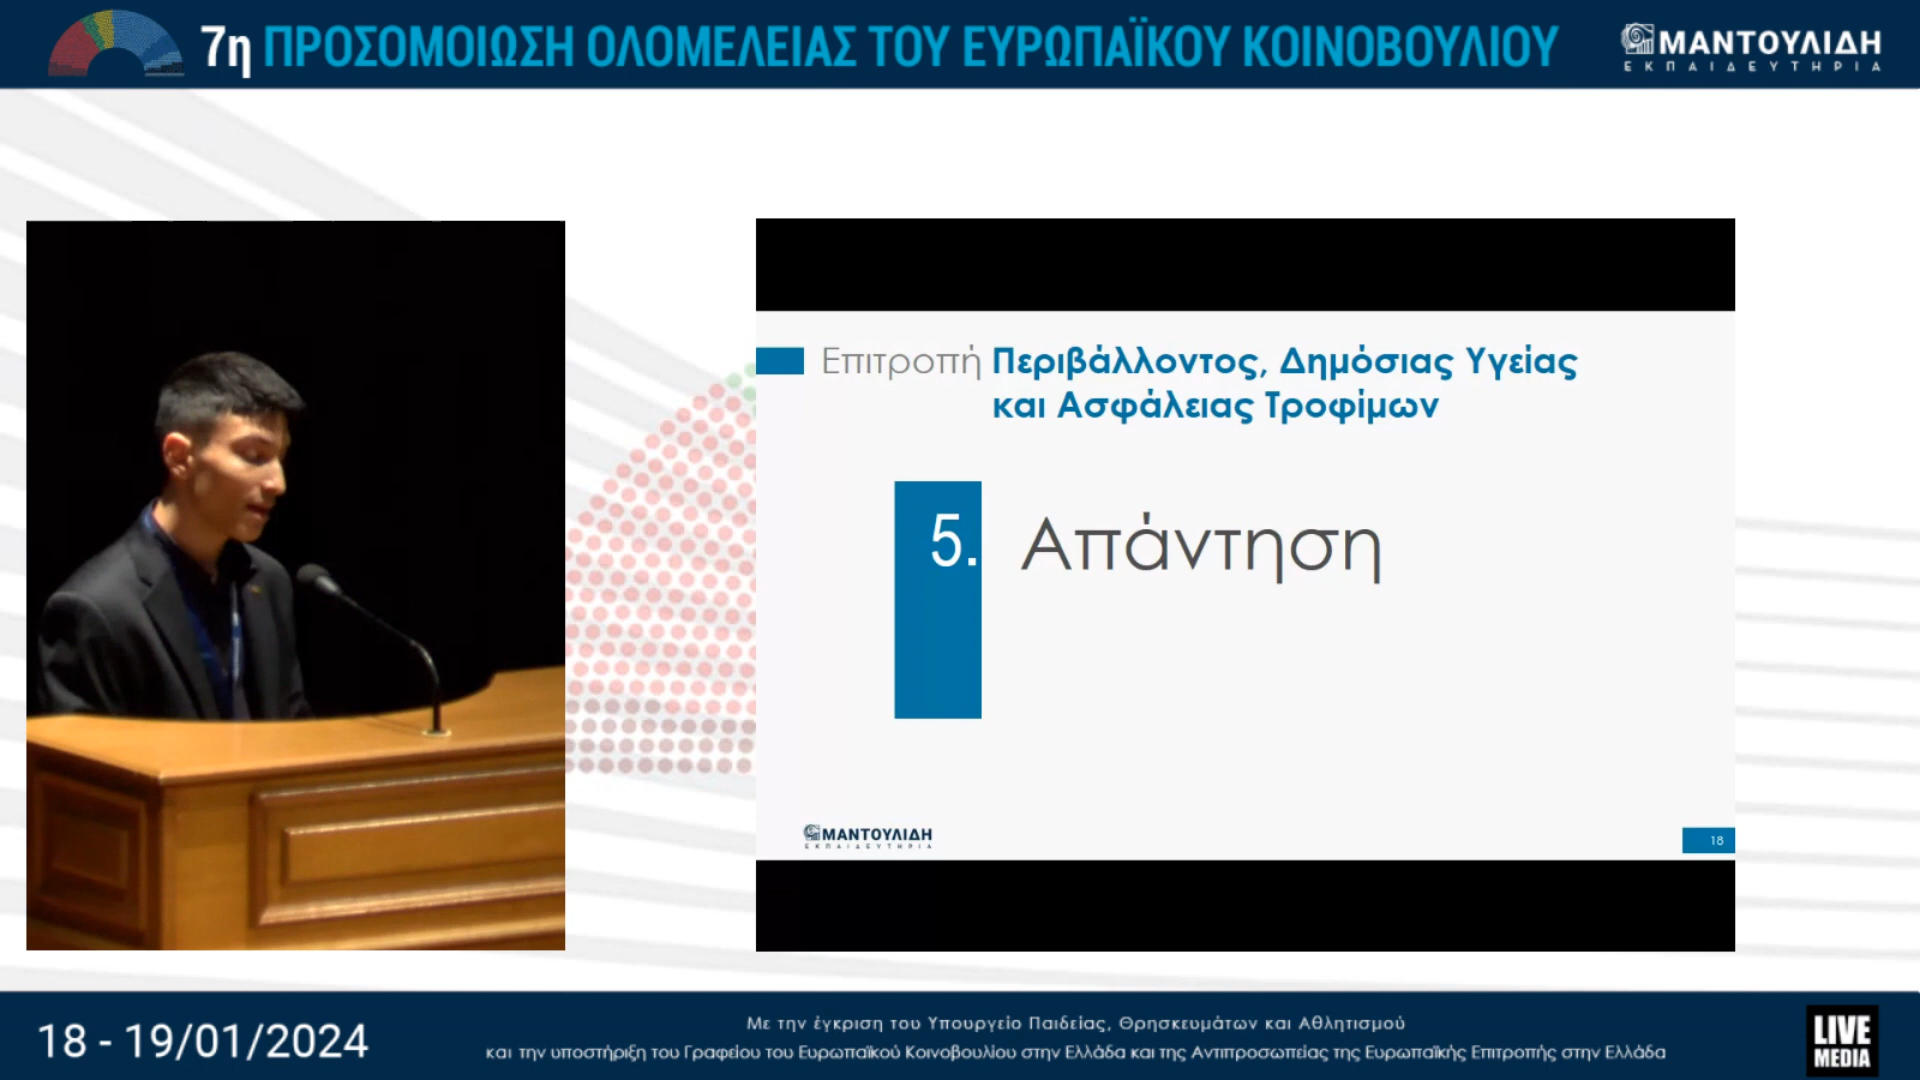 7η ΠΡΟΣΟΜΟΙΩΣΗ ΟΛΟΜΕΛΕΙΑΣ ΤΟΥ ΕΥΡΩΠΑΪΚΟΥ ΚΟΙΝΟΒΟΥΛΙΟΥ
ΜΑΝΤΟΥΛΙΔΗ
ΕΚΠΑΙΔΕΥΤΗΡΙΑ
Επιτροπή Περιβάλλοντος, Δημόσιας Υγείας
και Ασφάλειας Τροφίμων
5. Απάντηση
ΜΑΝΤΟΥΛΙΔΗ
ΕΚΠΑΙΔΕΥΤΗΡΙΑ
18
18 - 19/01/2024
Με την έγκριση του Υπουργείο Παιδείας, Θρησκευμάτων και Αθλητισμού
και την υποστήριξη του Γραφείου του Ευρωπαϊκού Κοινοβουλίου στην Ελλάδα και της Αντιπροσωπείας της Ευρωπαϊκής Επιτροπής στην Ελλάδα
LIVE
MEDIA